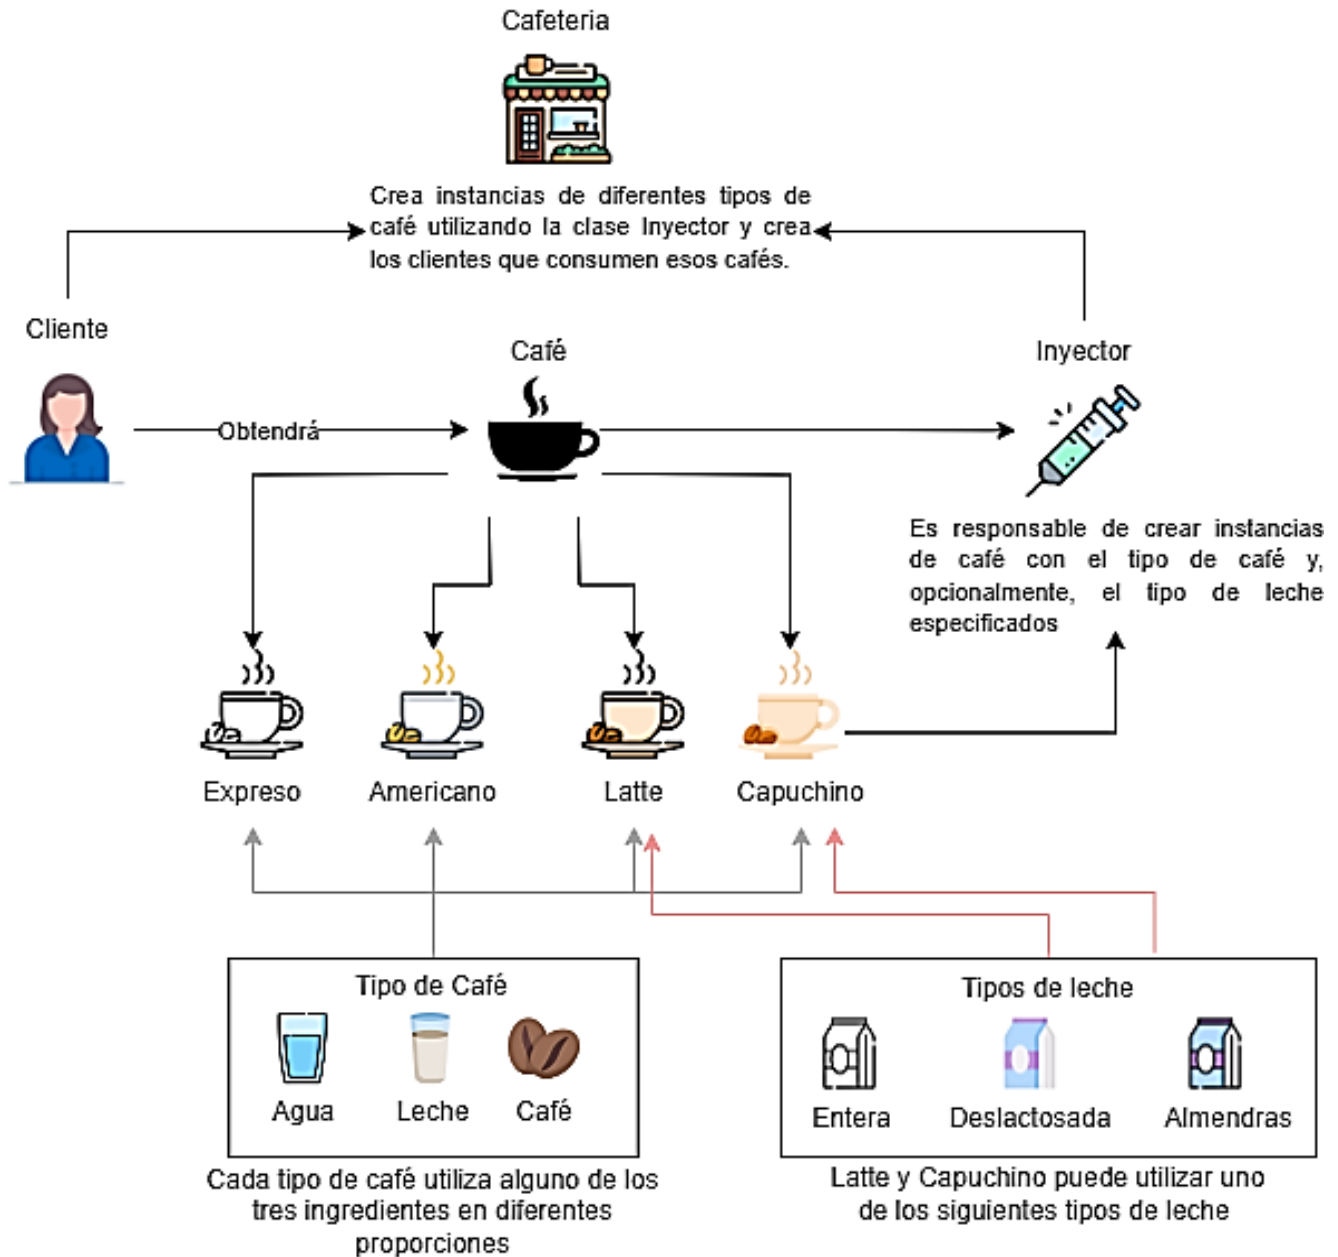 Cafeteria
Crea instancias de diferentes tipos de
café utilizando la clase Inyector y crea
los clientes que consumen esos cafés.
Cliente
Café
Inyector
Obtendrá
Es responsable de crear instancias
de café con el tipo de café y,
opcionalmente, el tipo de leche
especificados
Expreso
Americano
Latte
Capuchino
Tipo de Café
Agua
Leche
Café
Cada tipo de café utiliza alguno de los
tres ingredientes en diferentes
proporciones
Tipos de leche
Entera
Deslactosada
Almendras
Latte y Capuchino puede utilizar uno
de los siguientes tipos de leche